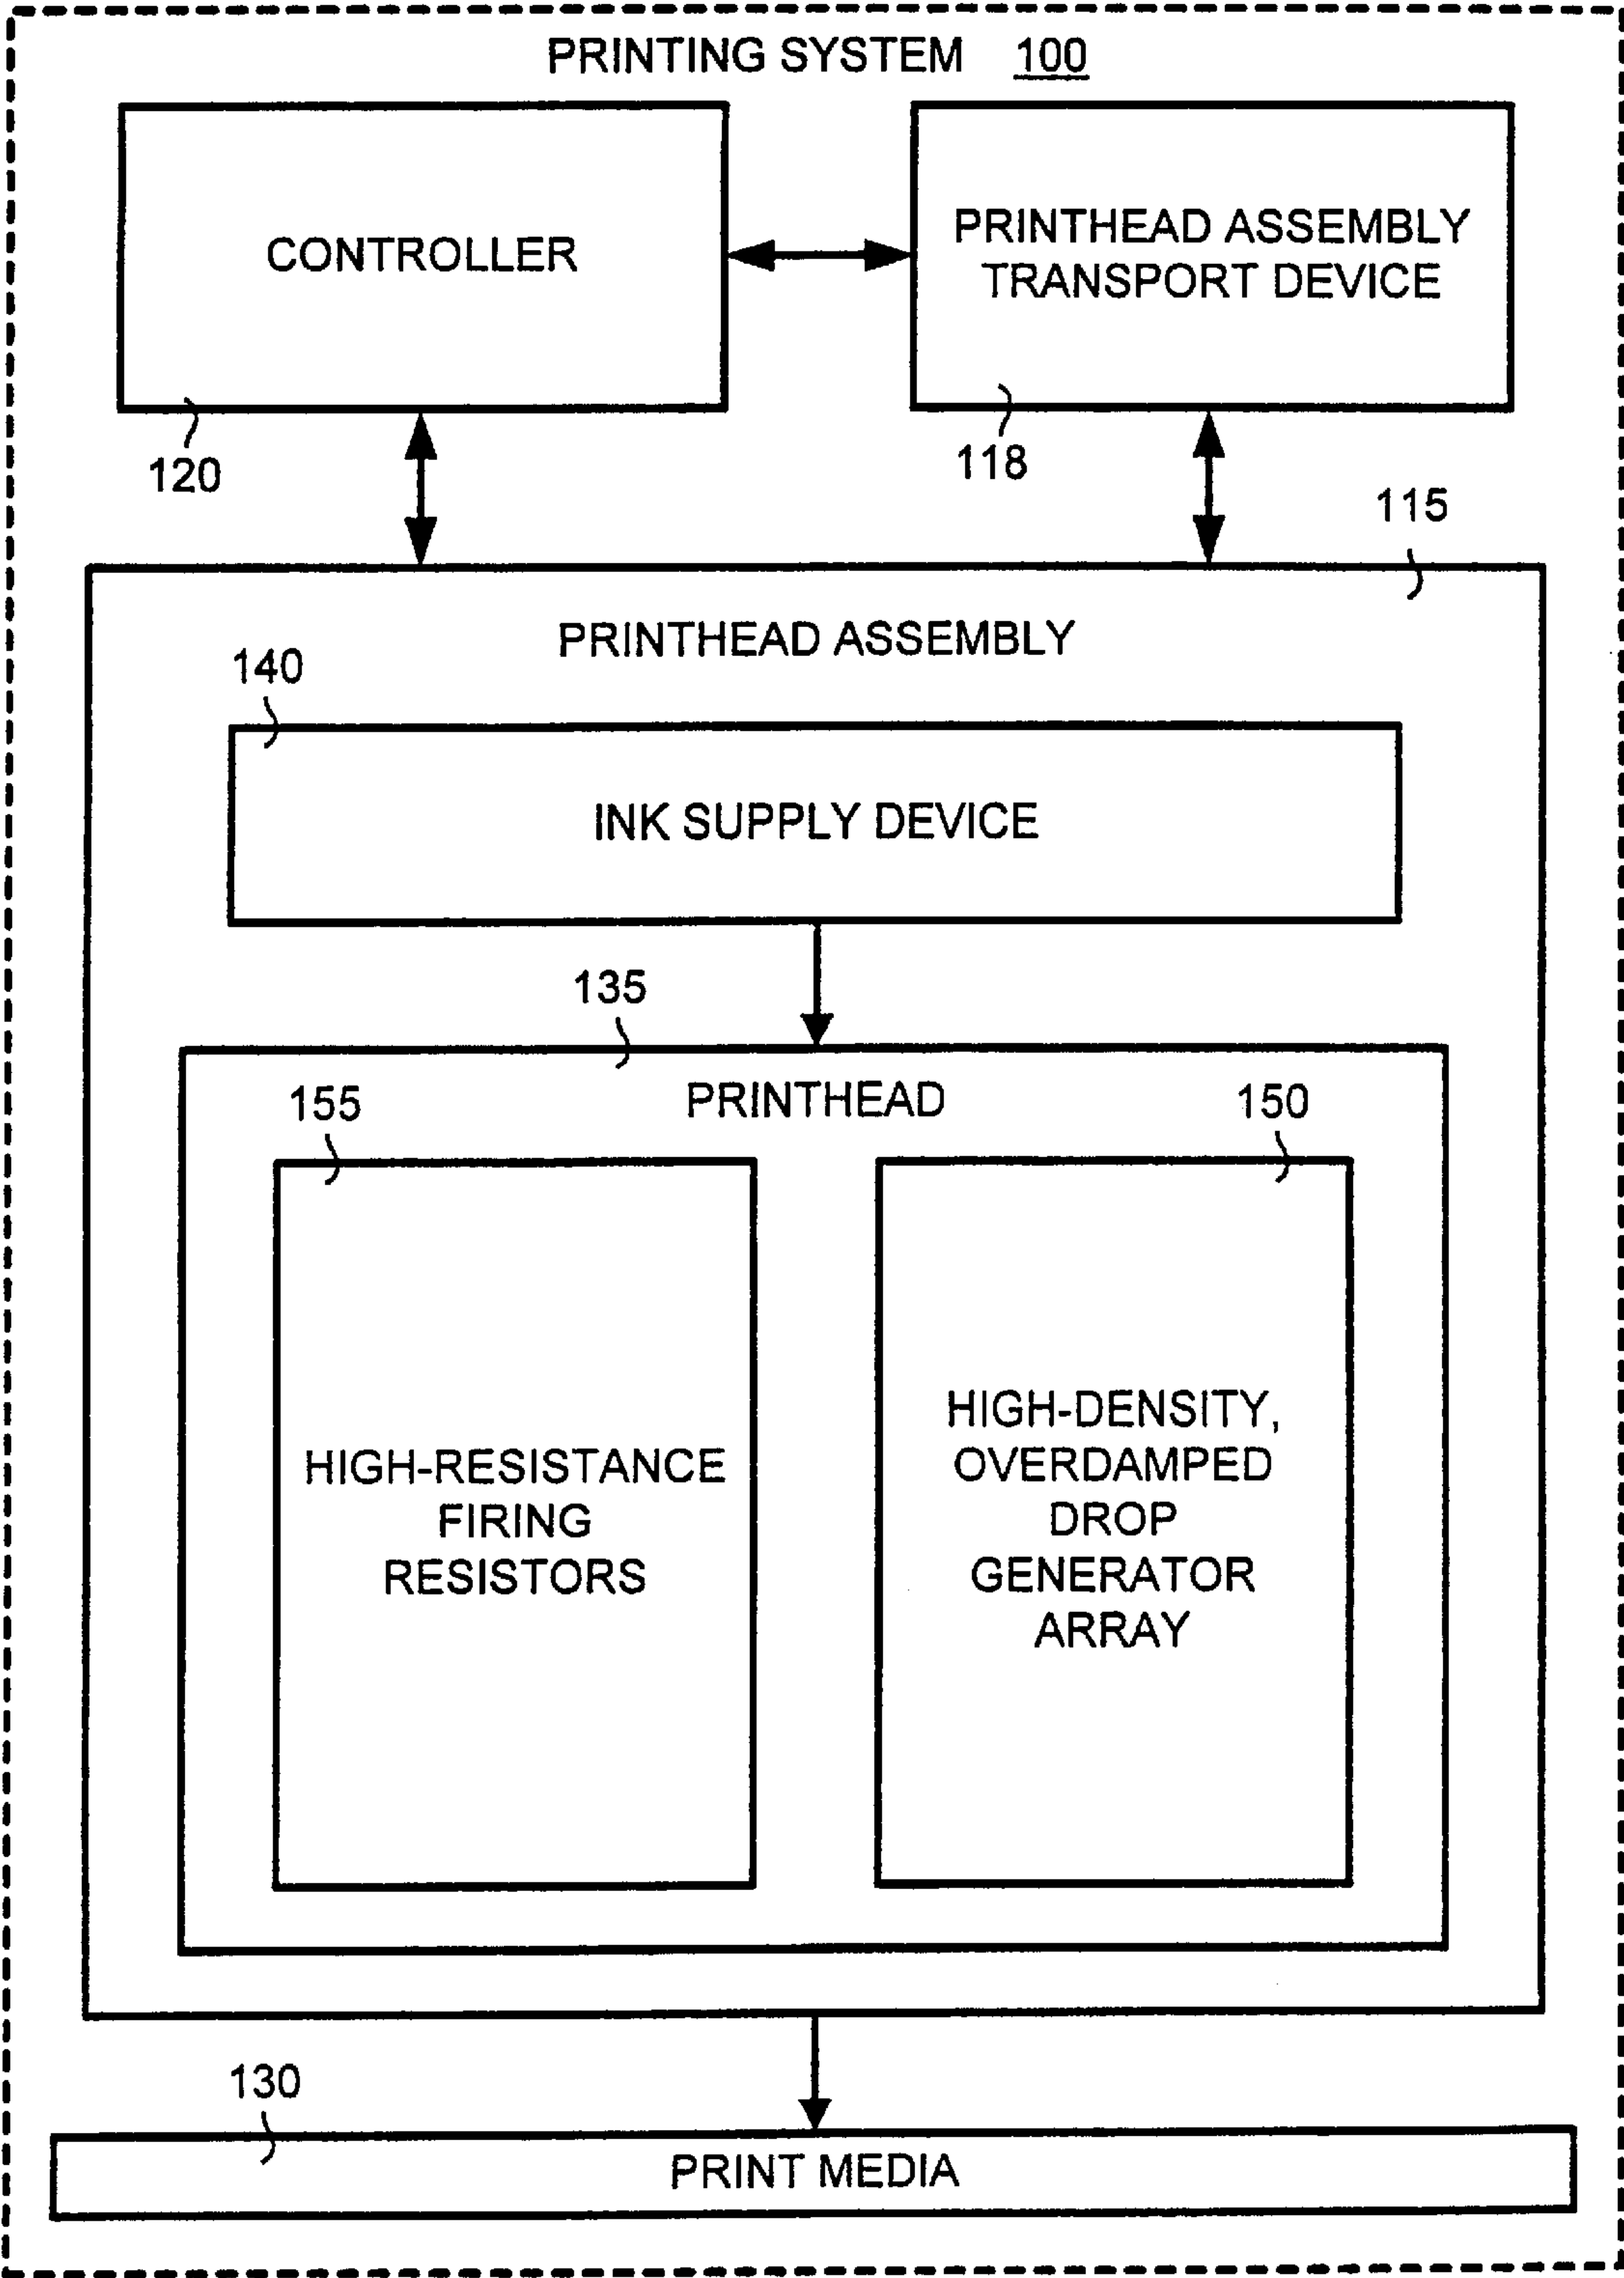 PRINTING SYSTEM 100
CONTROLLER
PRINTHEAD ASSEMBLY
TRANSPORT DEVICE
120
118
115
PRINTHEAD ASSEMBLY
140
INK SUPPLY DEVICE
135
PRINTHEAD
155
150
HIGH-RESISTANCE
FIRING
RESISTORS
HIGH-DENSITY,
OVERDAMPED
DROP
GENERATOR
ARRAY
130
PRINT MEDIA